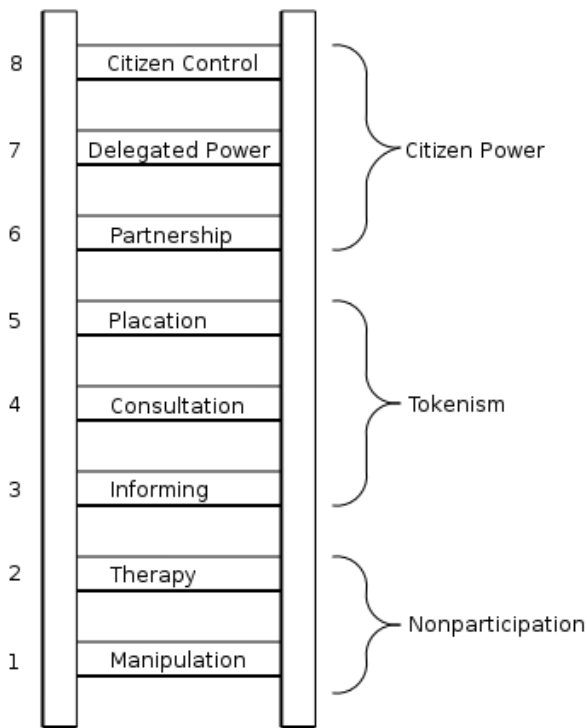 8 Citizen Control
7 Delegated Power
Citizen Power
6 Partnership
5 Placation
4 Consultation
Tokenism
3 Informing
2 Therapy
Nonparticipation
1 Manipulation